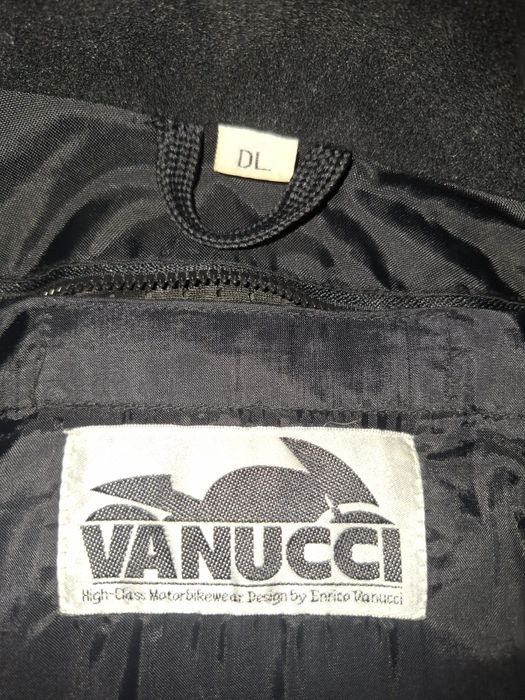 DL
VANUCCI
High-Class Motorbikewear Design by Enrico Vanucci